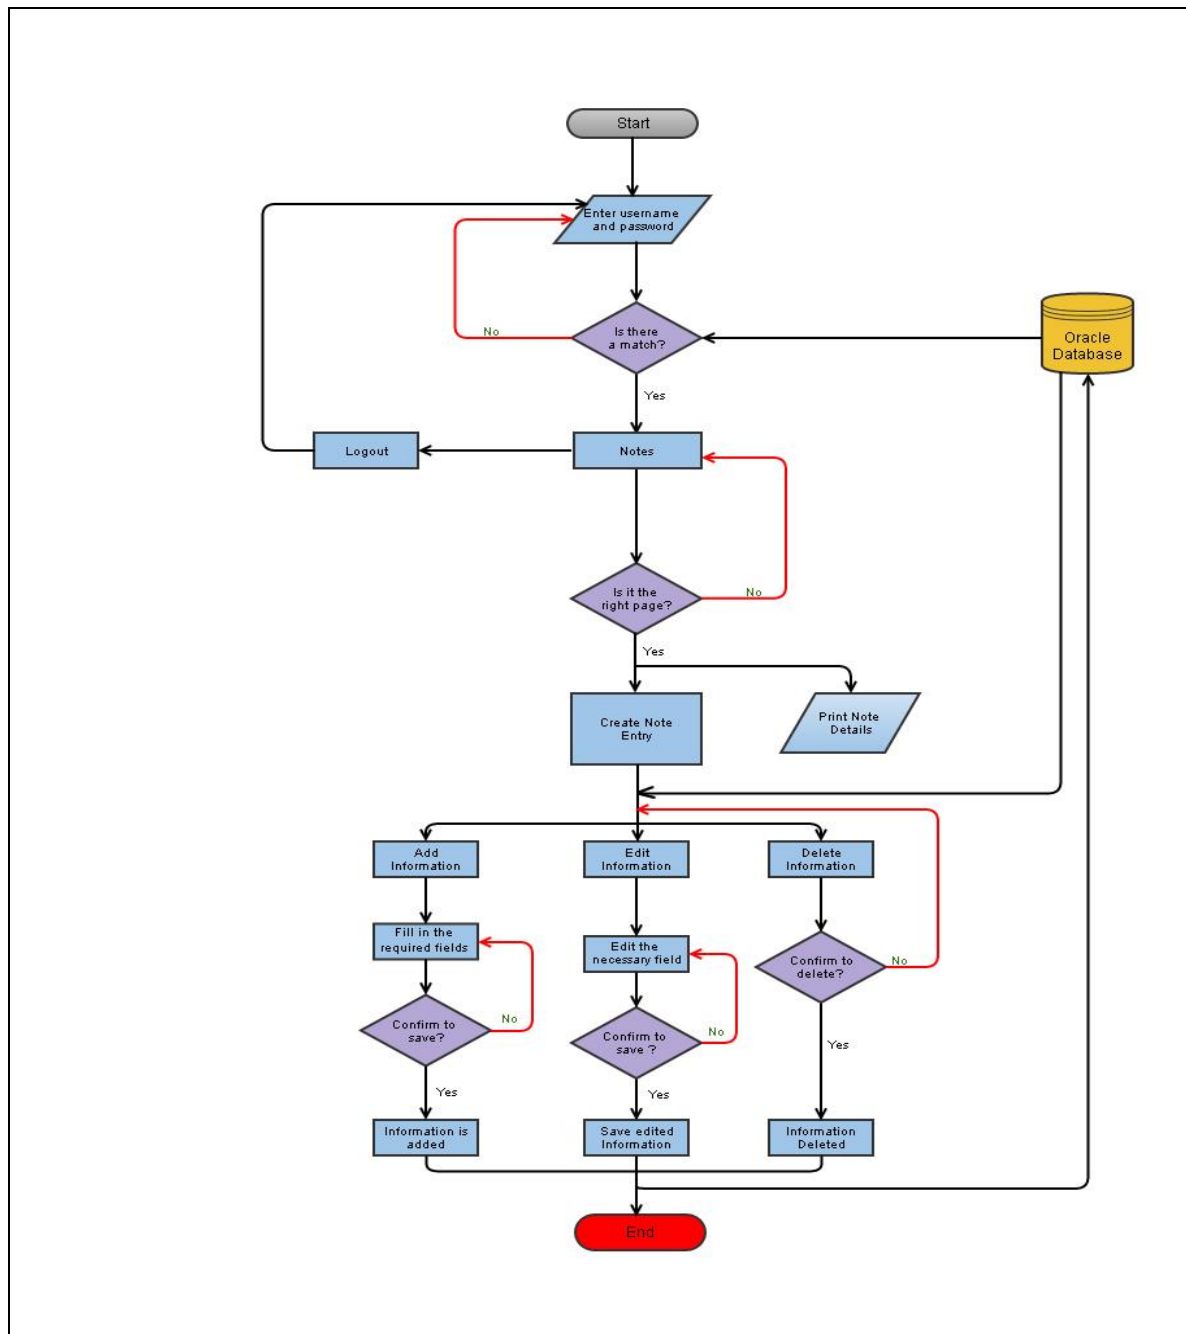 Start
Enter username
and password
Is there
a match?
No
Oracle
Database
Yes
Logout
Notes
Is it the
right page?
No
Yes
Create Note
Entry
Print Note
Details
Add
Information
Edit
Information
Delete
Information
Fill in the
required fields
Edit the
necessary field
Confirm to
delete?
No
Confirm to
save?
No
Confirm to
save ?
No
Yes
Yes
Yes
Information is
added
Save edited
Information
Information
Deleted
End